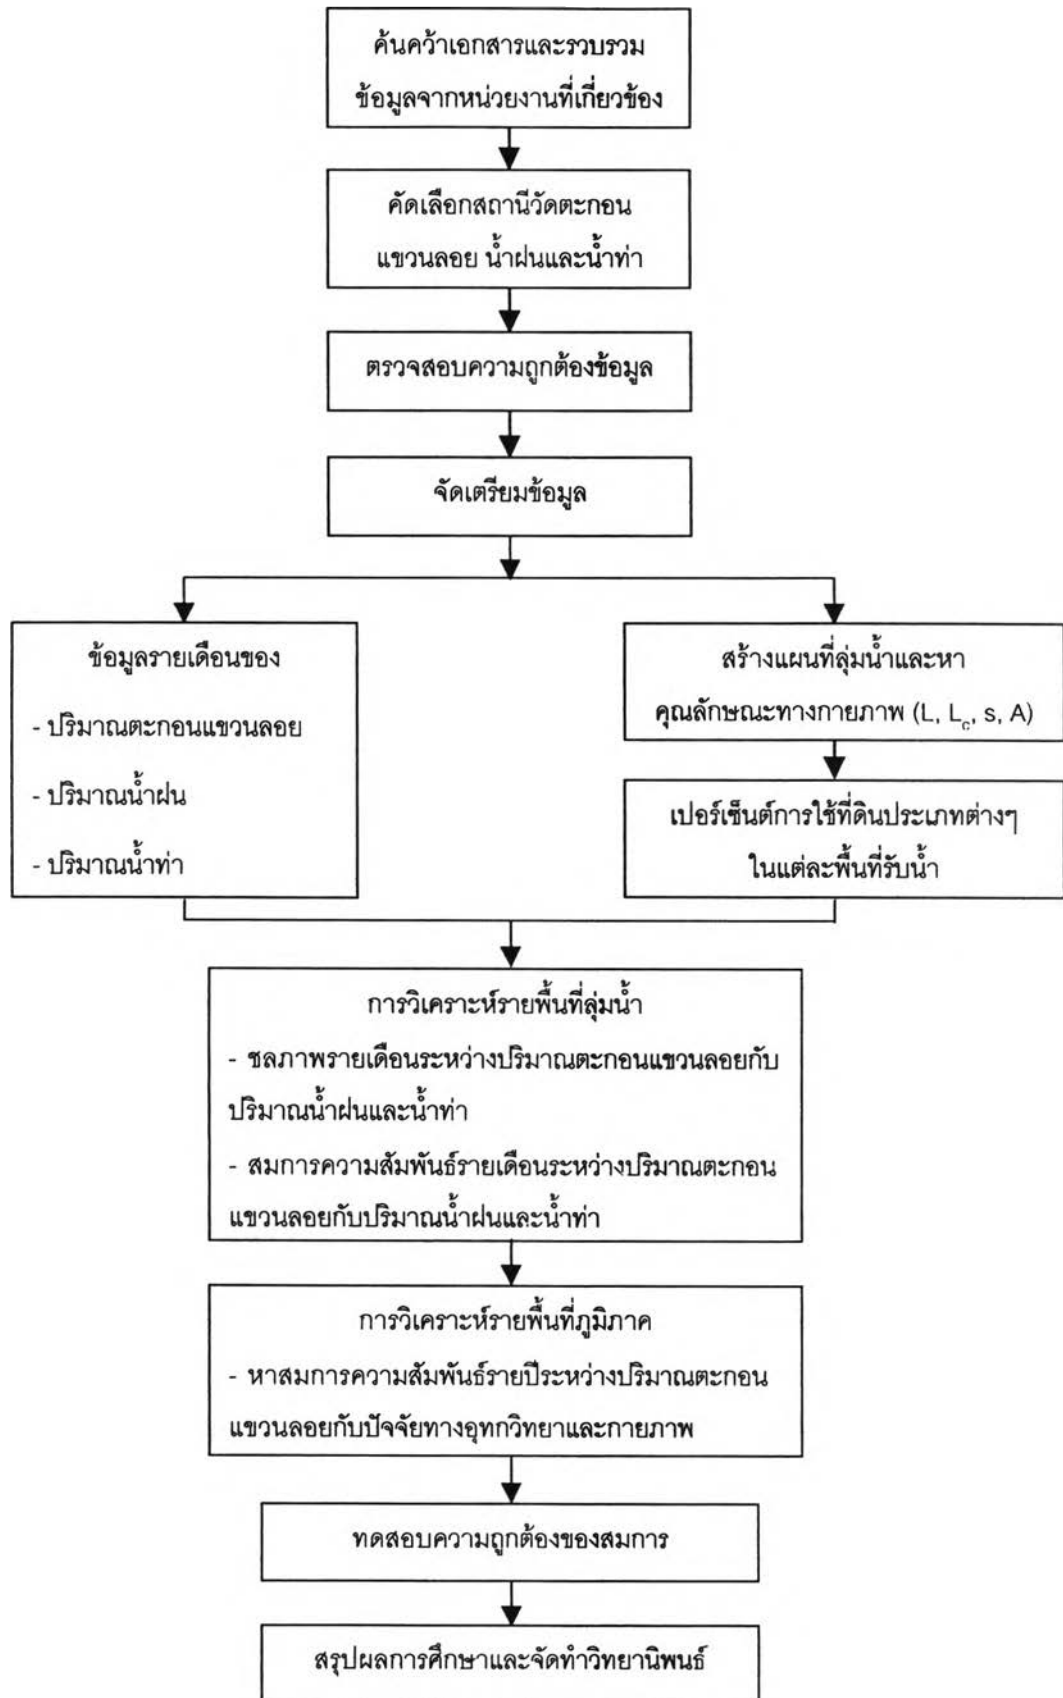 ค้นคว้าเอกสารและรวบรวม
ข้อมูลจากหน่วยงานที่เกี่ยวข้อง
คัดเลือกสถานีวัดตะกอน
แขวนลอย น้ำฝนและน้ำท่า
ตรวจสอบความถูกต้องข้อมูล
จัดเตรียมข้อมูล
ข้อมูลรายเดือนของ
- ปริมาณตะกอนแขวนลอย
- ปริมาณน้ำฝน
- ปริมาณน้ำท่า
สร้างแผนที่ลุ่มน้ำและหา
คุณลักษณะทางกายภาพ (L, Lc, s, A)
เปอร์เซ็นต์การใช้ที่ดินประเภทต่างๆ
ในแต่ละพื้นที่รับน้ำ
การวิเคราะห์รายพื้นที่ลุ่มน้ำ
- ชลภาพรายเดือนระหว่างปริมาณตะกอนแขวนลอยกับ
ปริมาณน้ำฝนและน้ำท่า
- สมการความสัมพันธ์รายเดือนระหว่างปริมาณตะกอน
แขวนลอยกับปริมาณน้ำฝนและน้ำท่า
การวิเคราะห์รายพื้นที่ภูมิภาค
- หาสมการความสัมพันธ์รายปีระหว่างปริมาณตะกอน
แขวนลอยกับปัจจัยทางอุทกวิทยาและกายภาพ
ทดสอบความถูกต้องของสมการ
สรุปผลการศึกษาและจัดทำวิทยานิพนธ์